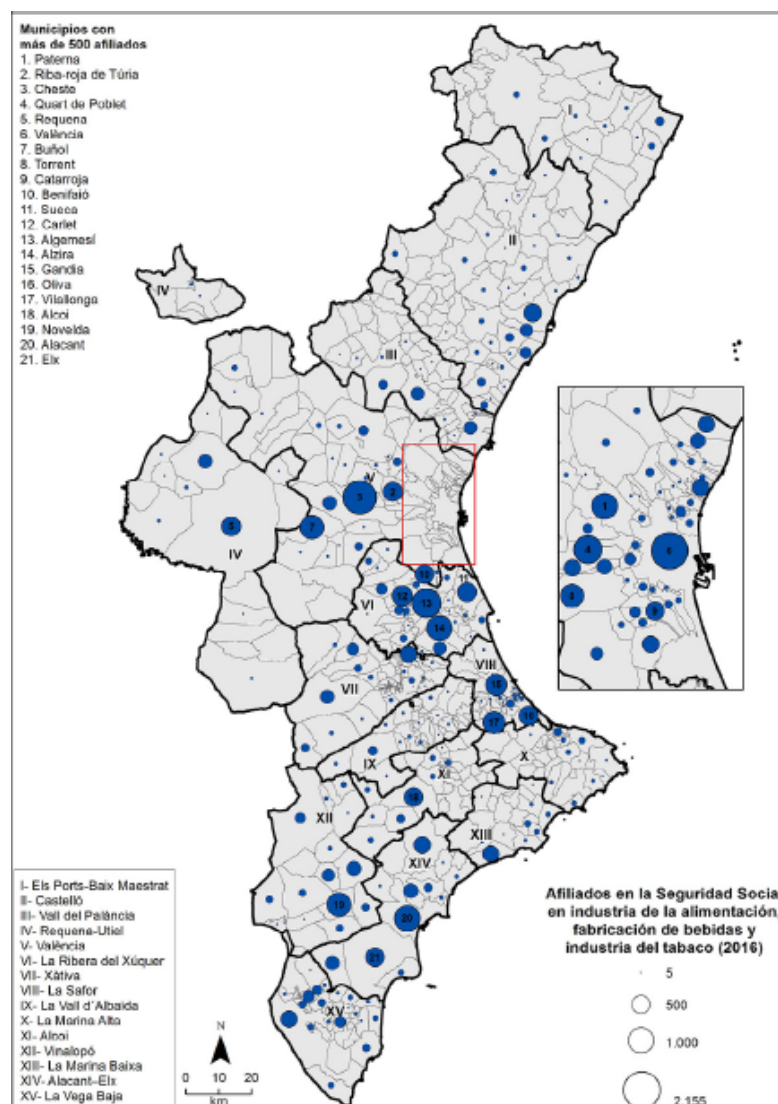 Municipios con
más de 500 afiliados
1. Paterna
2. Riba-roja de Túria
3. Cheste
4. Quart de Poblet
5. Requena
6. València
7. Buñol
8. Torrent
9. Catarroja
10. Benifaió
11. Sueca
12. Carlet
13. Algemesí
14. Alzira
15. Gandia
16. Oliva
17. Vilallonga
18. Alcoi
19. Novelda
20. Alacant
21. Elx
I
II
IV
III
V
3
2
1
4
6
8
9
5
7
IV
10
11
12
13
VI
14
VIII
15
VII
17
16
IX
X
XI
XII
18
XIII
XIV
19
20
21
XV
I- Els Ports-Baix Maestrat
II- Castelló
III- Vall del Palància
IV- Requena-Utiel
V- València
VI- La Ribera del Xúquer
VII- Xàtiva
VIII- La Safor
IX- La Vall d´Albaida
X- La Marina Alta
XI- Alcoi
XII- Vinalopó
XIII- La Marina Baixa
XIV- Alacant–Elx
XV- La Vega Baja
N
0 10 20
km
Afiliados en la Seguridad Social
en industria de la alimentación,
fabricación de bebidas y
industria del tabaco (2016)
5
500
1.000
2.155